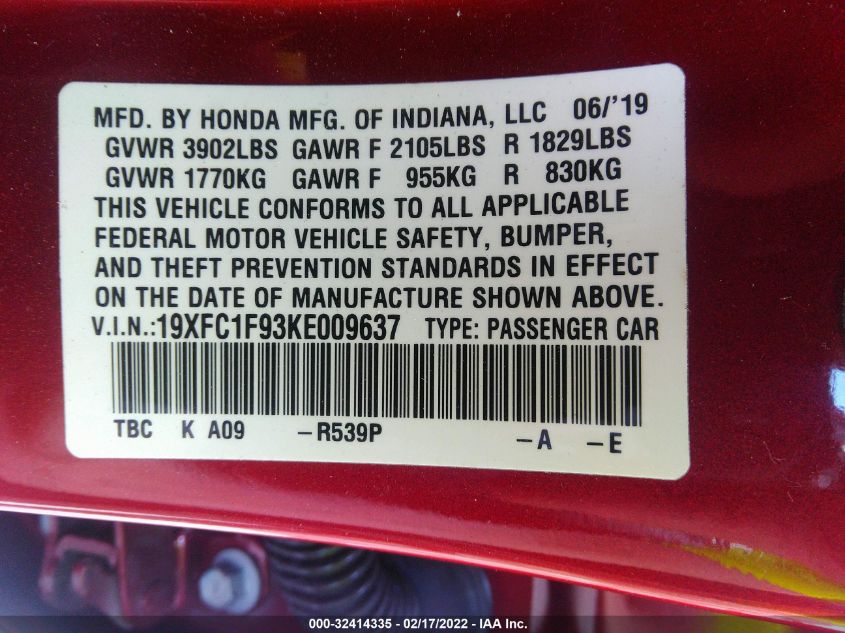 MFD. BY HONDA MFG. OF INDIANA, LLC 06/'19
GVWR 3902LBS GAWR F 2105LBS R 1829LBS
GVWR 1770KG GAWR F 955KG R 830KG
THIS VEHICLE CONFORMS TO ALL APPLICABLE
FEDERAL MOTOR VEHICLE SAFETY, BUMPER,
AND THEFT PREVENTION STANDARDS IN EFFECT
ON THE DATE OF MANUFACTURE SHOWN ABOVE.
V.I.N.:19XFC1F93KE009637 TYPE: PASSENGER CAR
TBC K A09 -R539P -A -E
000-32414335 - 02/17/2022 - IAA Inc.